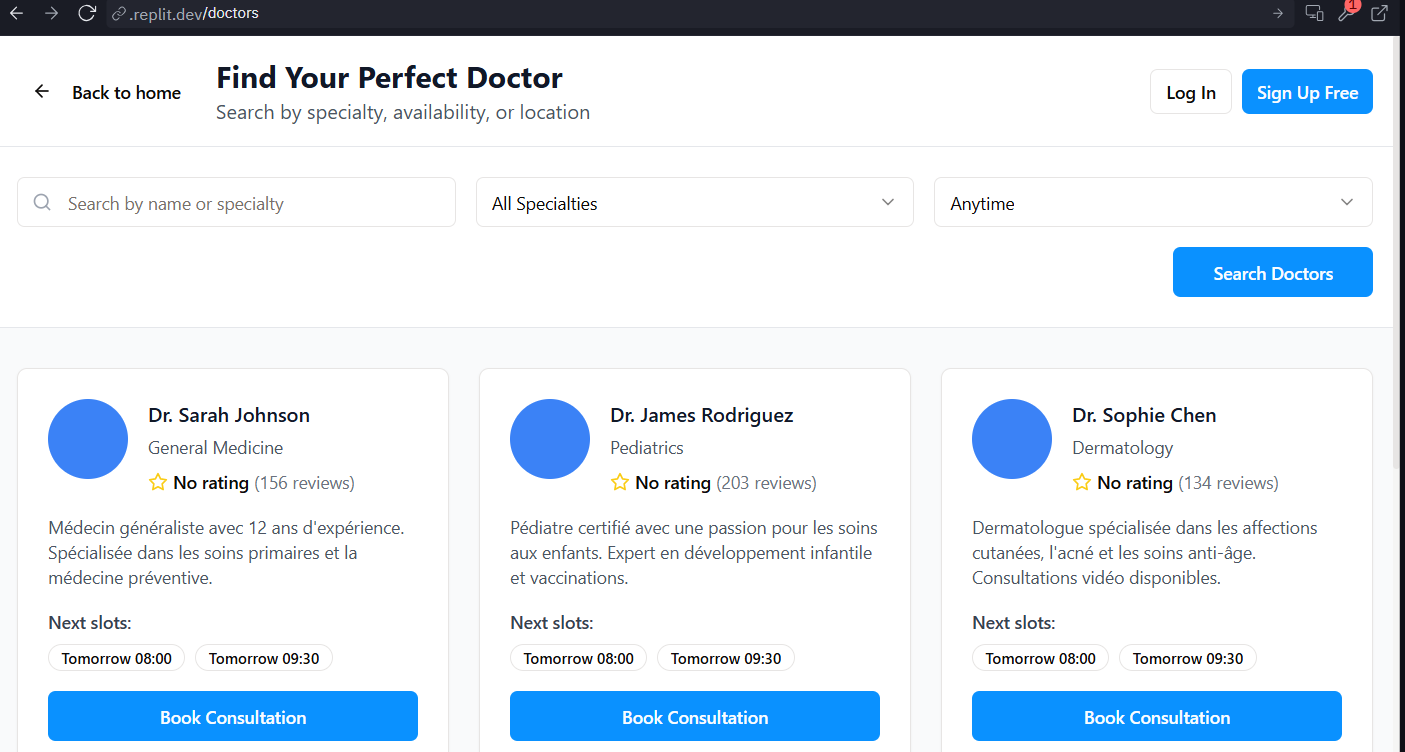 .replit.dev/doctors
1
Back to home
Find Your Perfect Doctor
Search by specialty, availability, or location
Log In
Sign Up Free
Search by name or specialty
All Specialties
Anytime
Search Doctors
Dr. Sarah Johnson
General Medicine
No rating (156 reviews)
Médecin généraliste avec 12 ans d'expérience.
Spécialisée dans les soins primaires et la
médecine préventive.
Next slots:
Tomorrow 08:00
Tomorrow 09:30
Book Consultation
Dr. James Rodriguez
Pediatrics
No rating (203 reviews)
Pédiatre certifié avec une passion pour les soins
aux enfants. Expert en développement infantile
et vaccinations.
Next slots:
Tomorrow 08:00
Tomorrow 09:30
Book Consultation
Dr. Sophie Chen
Dermatology
No rating (134 reviews)
Dermatologue spécialisée dans les affections
cutanées, l'acné et les soins anti-âge.
Consultations vidéo disponibles.
Next slots:
Tomorrow 08:00
Tomorrow 09:30
Book Consultation